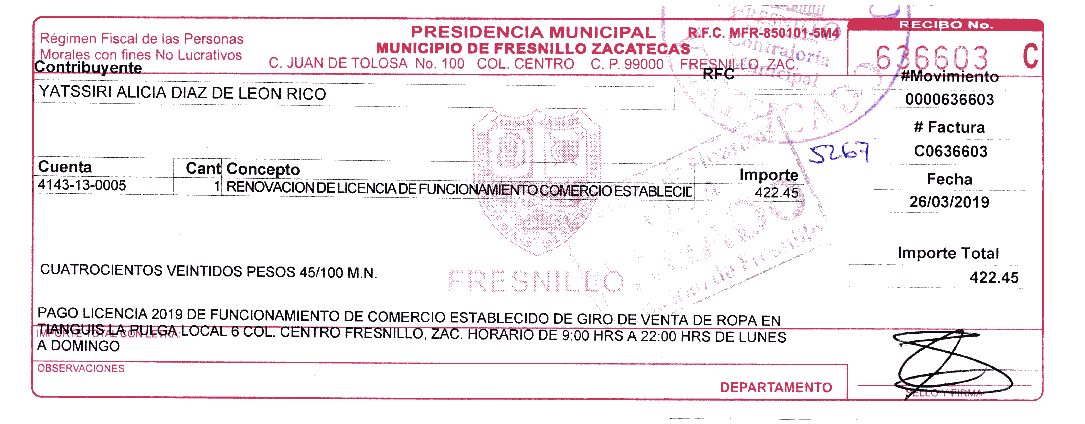 Régimen Fiscal de las Personas
Morales con fines No Lucrativos
PRESIDENCIA MUNICIPAL
R.F.C. MFR-850101-5M4
MUNICIPIO DE FRESNILLO ZACATECAS
C. JUAN DE TOLOSA No. 100 COL. CENTRO C. P. 99000 FRESNILLO, ZAC.
RECIBO No.
636603 C
Contribuyente
RFC
#Movimiento
YATSSIRI ALICIA DIAZ DE LEON RICO
0000636603
# Factura
C0636603
5267
Cuenta Cant Concepto Importe
4143-13-0005 1 RENOVACION DE LICENCIA DE FUNCIONAMIENTO COMERCIO ESTABLECID 422.45
Fecha
26/03/2019
Importe Total
422.45
CUATROCIENTOS VEINTIDOS PESOS 45/100 M.N.
FRESNILLO
PAGO LICENCIA 2019 DE FUNCIONAMIENTO DE COMERCIO ESTABLECIDO DE GIRO DE VENTA DE ROPA EN
TIANGUIS LA PULGA LOCAL 6 COL. CENTRO FRESNILLO, ZAC. HORARIO DE 9:00 HRS A 22:00 HRS DE LUNES
A DOMINGO
IMPORTE TOTAL CON LETRA
OBSERVACIONES
DEPARTAMENTO
SELLO Y FIRMA
Contraloría
Municipal